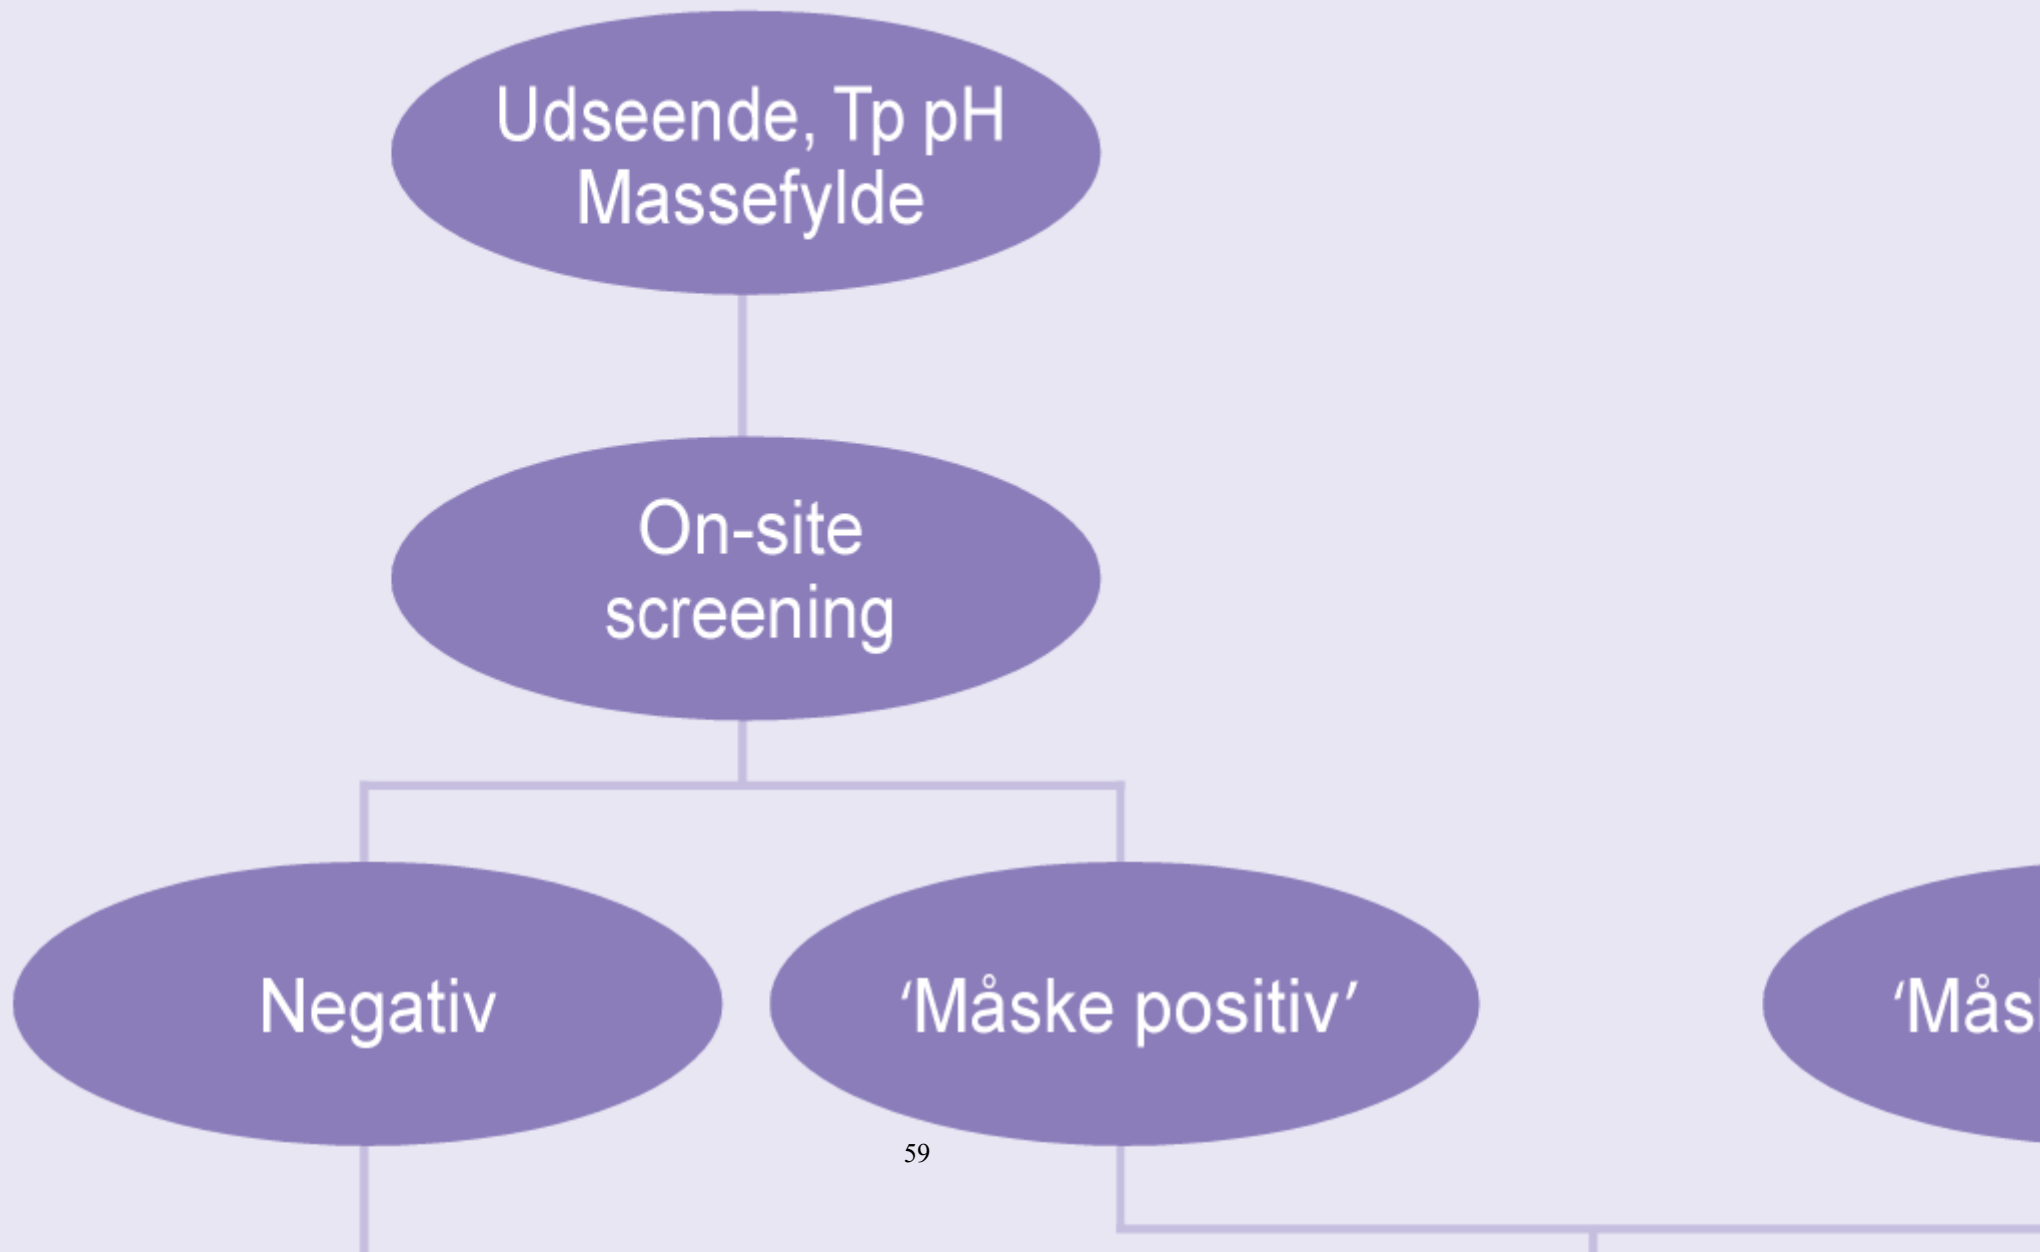 Udseende, Tp pH
Massefylde
On-site
screening
Negativ
‘Måske positiv’
59